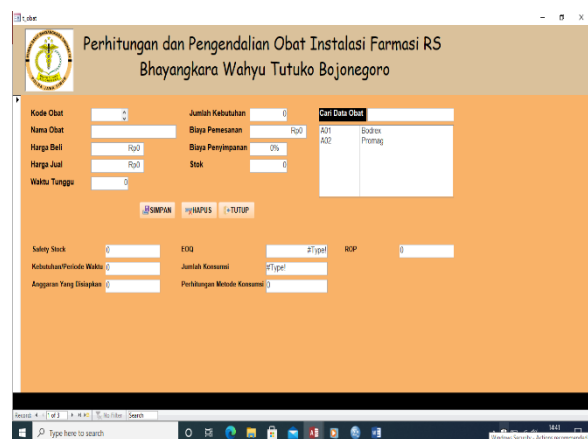 t_obat
Perhitungan dan Pengendalian Obat Instalasi Farmasi RS
Bhayangkara Wahyu Tutuko Bojonegoro
Kode Obat
Jumlah Kebutuhan 0
Cari Data Obat
Nama Obat
Biaya Pemesanan Rp0
A01 Bodrex
Harga Beli Rp0
Biaya Penyimpanan 0%
A02 Promag
Harga Jual Rp0
Stok 0
Waktu Tunggu 0
SIMPAN HAPUS TUTUP
Safety Stock 0
EOQ #Type!
ROP 0
Kebutuhan/Periode Waktu 0
Jumlah Konsumsi #Type!
Anggaran Yang Disiapkan 0
Perhitungan Metode Konsumsi 0
Record: 1 of 3 No Filter Search
Type here to search
14:41